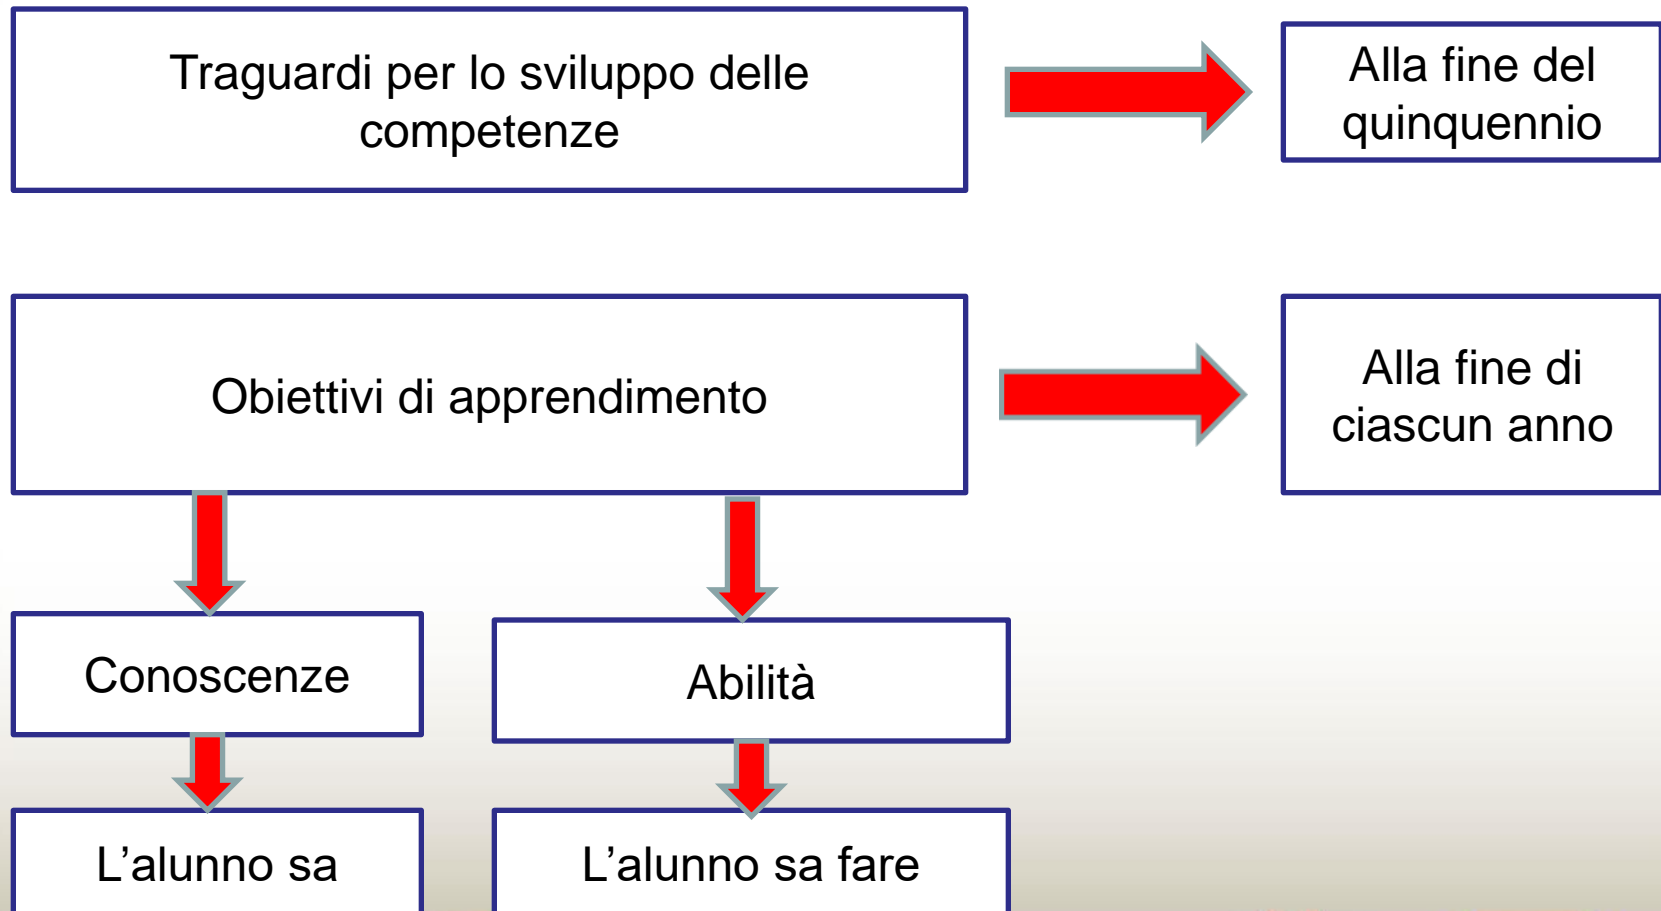 Traguardi per lo sviluppo delle
competenze
Alla fine del
quinquennio
Obiettivi di apprendimento
Alla fine di
ciascun anno
Conoscenze
Abilità
L’alunno sa
L’alunno sa fare